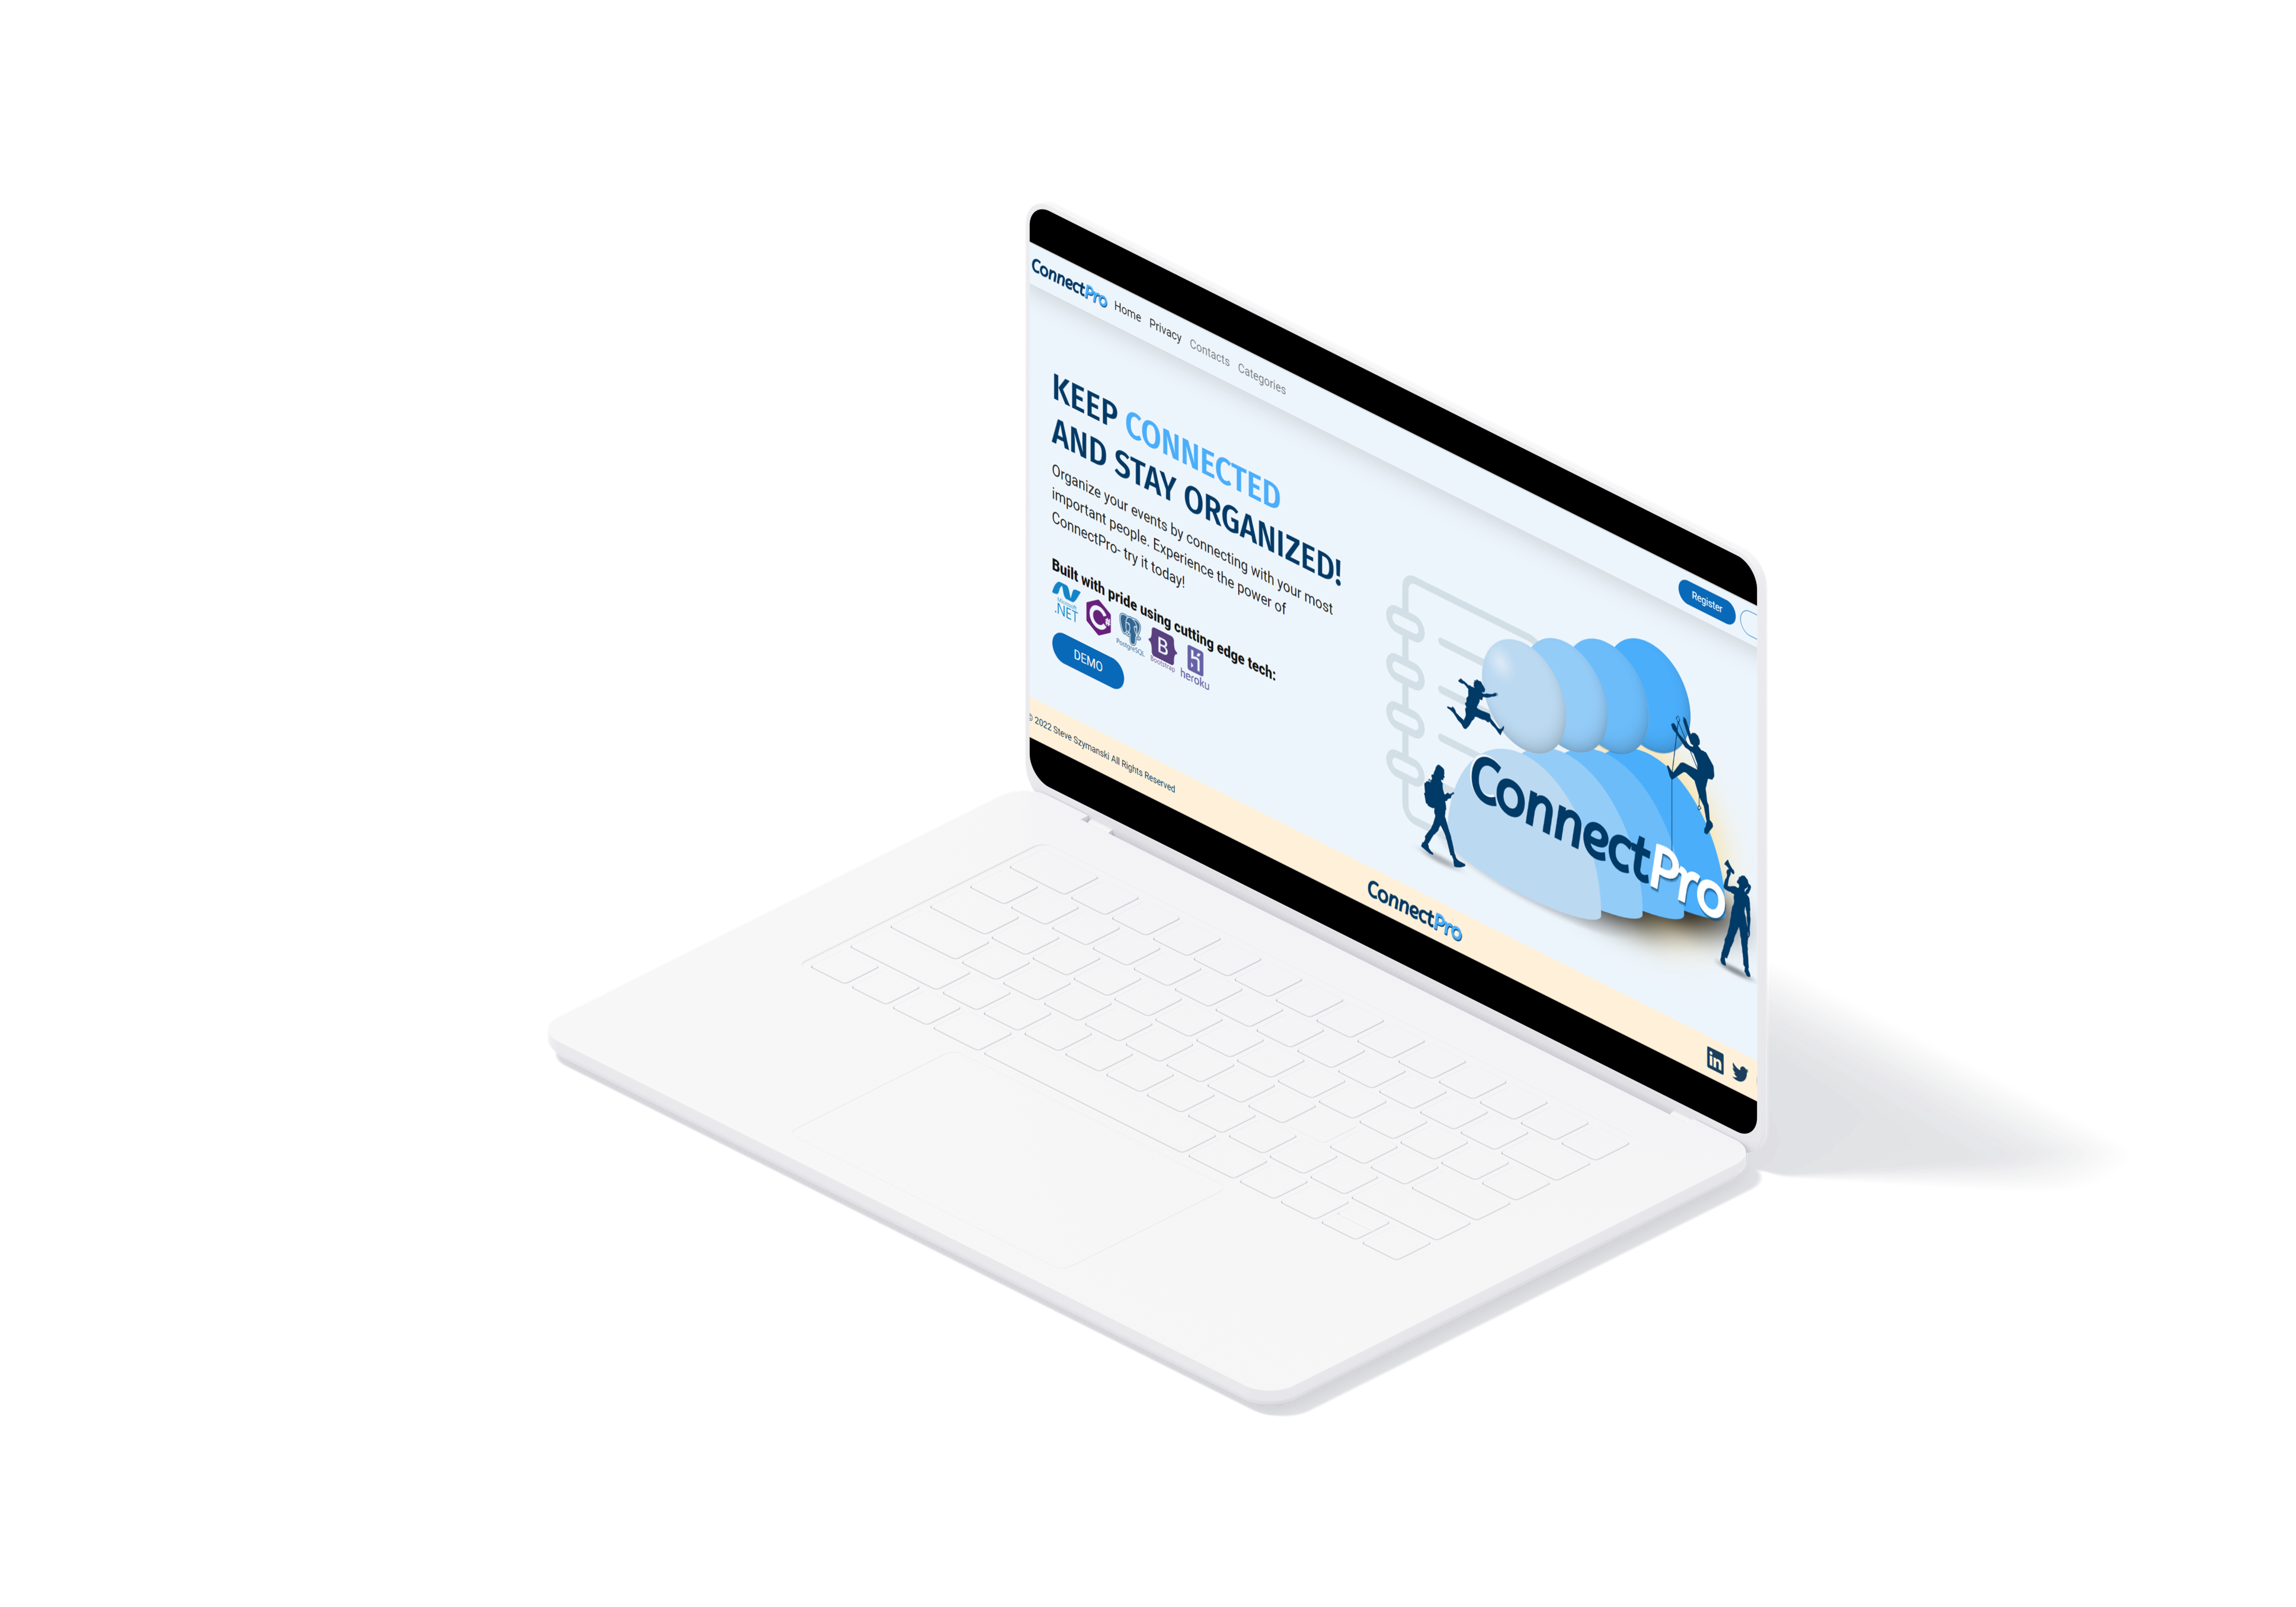 ConnectPro Home Privacy Contacts Categories
Register
KEEP CONNECTED
AND STAY ORGANIZED!
Organize your events by connecting with your most
important people. Experience the power of
ConnectPro- try it today!
Built with pride using cutting edge tech:
Microsoft
.NET
C#
PostgreSQL
B
Bootstrap
heroku
DEMO
ConnectPro
© 2022 Steve Szymanski All Rights Reserved
ConnectPro
in